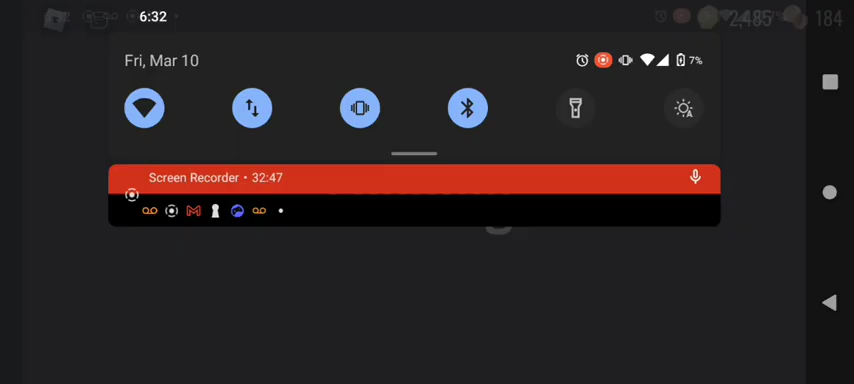 6:32
2,485
184
Fri, Mar 10
7%
Screen Recorder • 32:47